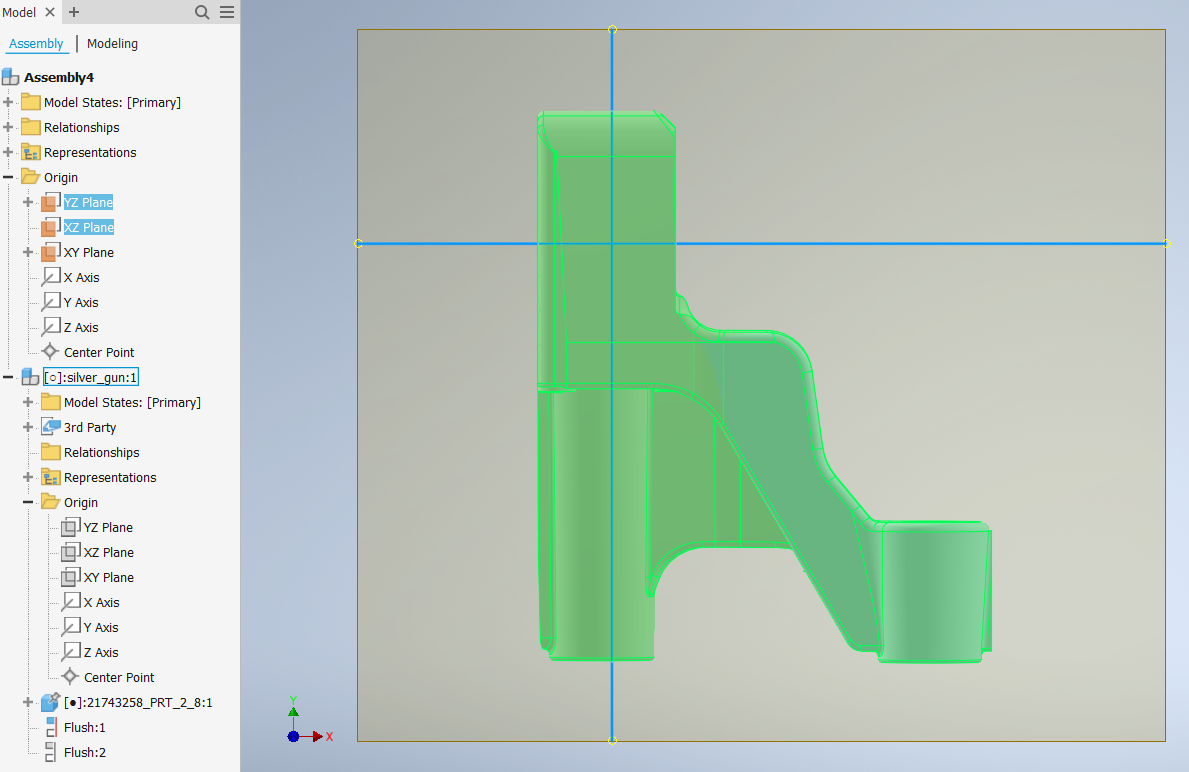 Model
Assembly | Modeling
Assembly4
Model States: [Primary]
Relationships
Representations
Origin
YZ Plane
XZ Plane
XY Plane
X Axis
Y Axis
Z Axis
Center Point
[○]:silver_gun:1
Model States: [Primary]
3rd Party
Relationships
Representations
Origin
YZ Plane
XZ Plane
XY Plane
X Axis
Y Axis
Z Axis
Center Point
[●]:21743258_PRT_2_8:1
Flush:1
Flush:2
Y
X